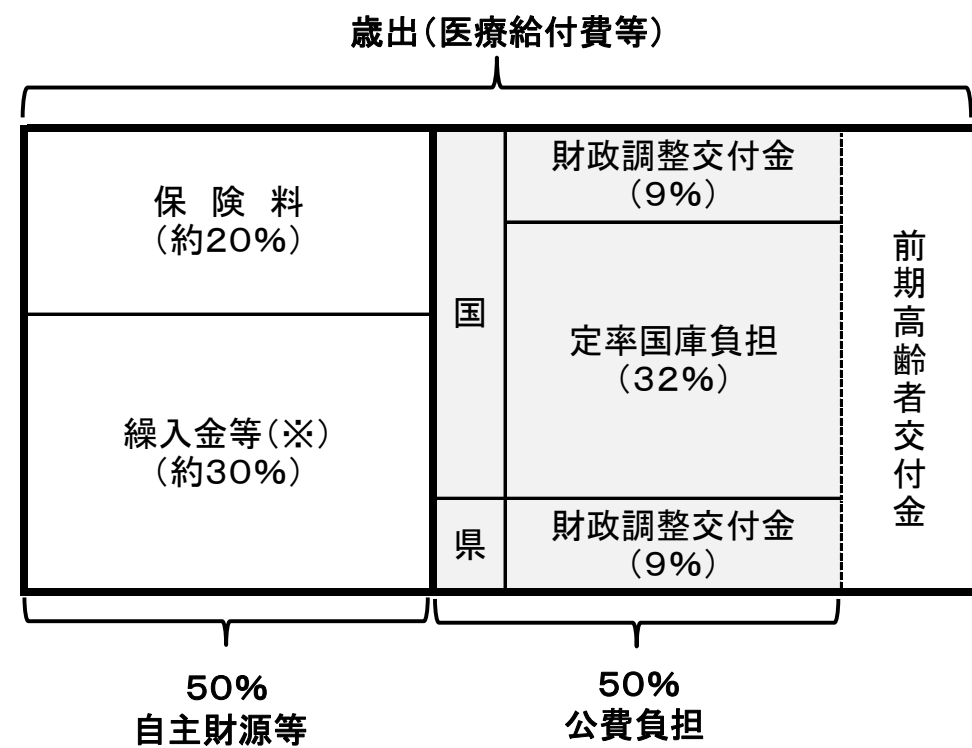 歳出(医療給付費等)
保 険 料
(約20%)
繰入金等(※)
(約30%)
国
財政調整交付金
(9%)
定率国庫負担
(32%)
県
財政調整交付金
(9%)
前期高齢者交付金
50%
自主財源等
50%
公費負担